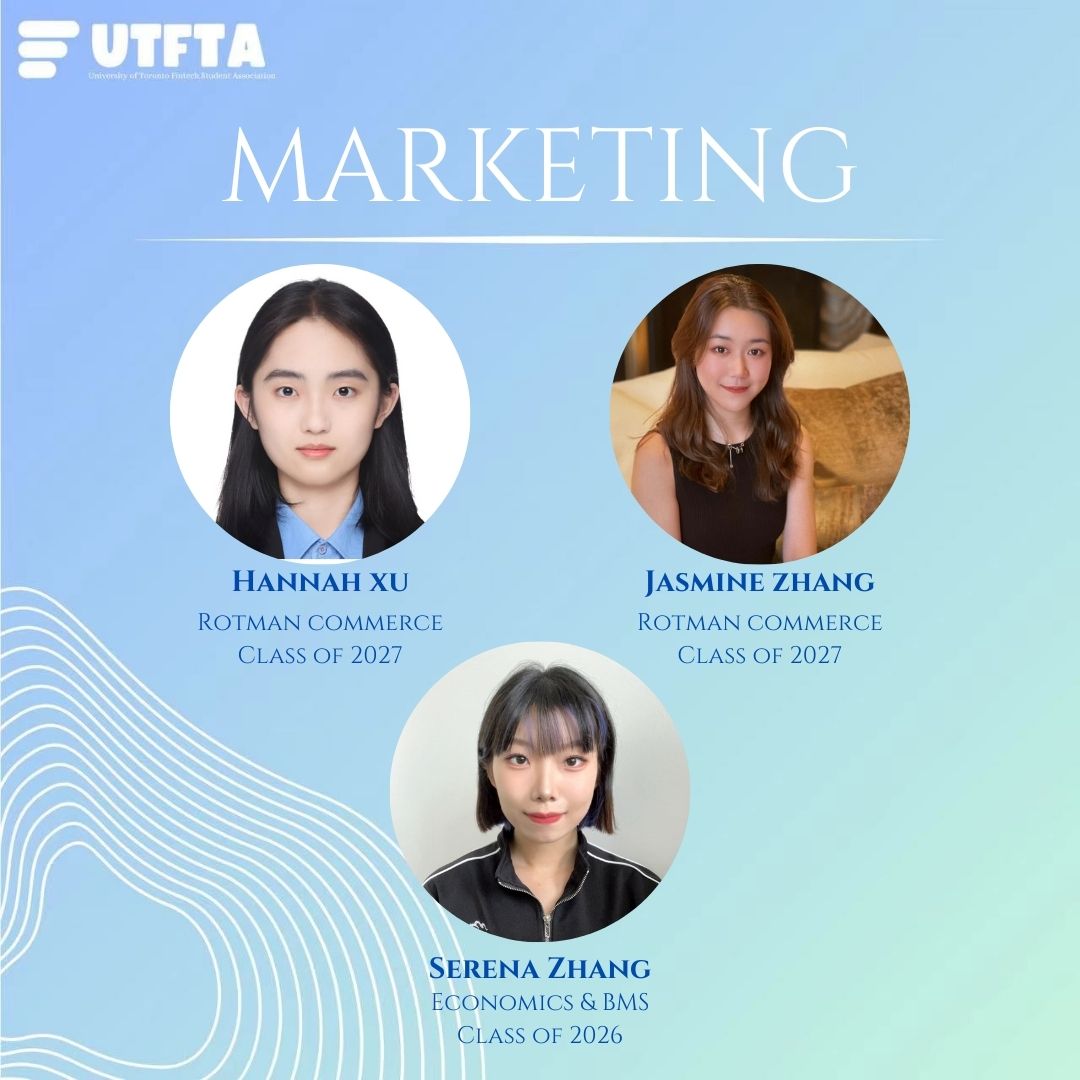 UTFTA
University of Toronto Fintech Student Association
MARKETING
HANNAH XU
ROTMAN COMMERCE
CLASS OF 2027
JASMINE ZHANG
ROTMAN COMMERCE
CLASS OF 2027
SERENA ZHANG
ECONOMICS & BMS
CLASS OF 2026